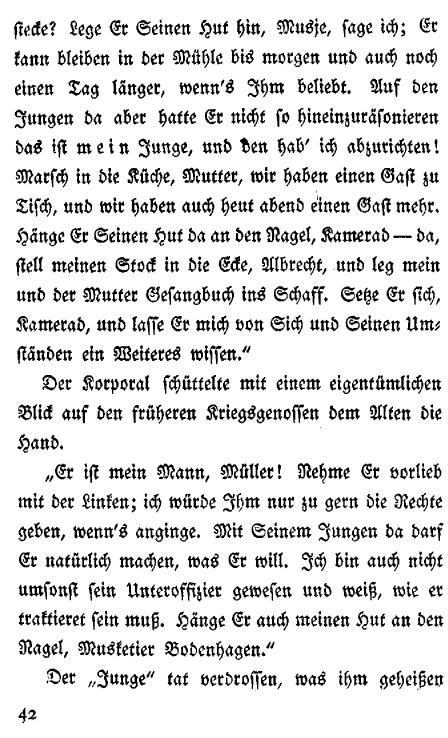 stecke? Lege Er Seinen Hut hin, Musje, sage ich; Er
kann bleiben in der Mühle bis morgen und auch noch
einen Tag länger, wenn's Ihm beliebt. Auf den
Jungen da aber hatte Er nicht so hineinzuräsonieren
das ist mein Junge, und den hab' ich abzurichten!
Marsch in die Küche, Mutter, wir haben einen Gast zu
Tisch, und wir haben auch heut abend einen Gast mehr.
Hänge Er Seinen Hut da an den Nagel, Kamerad — da,
stell meinen Stock in die Ecke, Albrecht, und leg mein
und der Mutter Gesangbuch ins Schaff. Setze Er sich,
Kamerad, und lasse Er mich von Sich und Seinen Um-
ständen ein Weiteres wissen.“
Der Korporal schüttelte mit einem eigentümlichen
Blick auf den früheren Kriegsgenossen dem Alten die
Hand.
„Er ist mein Mann, Müller! Nehme Er vorlieb
mit der Linken; ich würde Ihm nur zu gern die Rechte
geben, wenn's anginge. Mit Seinem Jungen da darf
Er natürlich machen, was Er will. Ich bin auch nicht
umsonst sein Unteroffizier gewesen und weiß, wie er
traktieret sein muß. Hänge Er auch meinen Hut an den
Nagel, Musketier Bodenhagen.“
Der „Junge“ tat verdrossen, was ihm geheißen
42